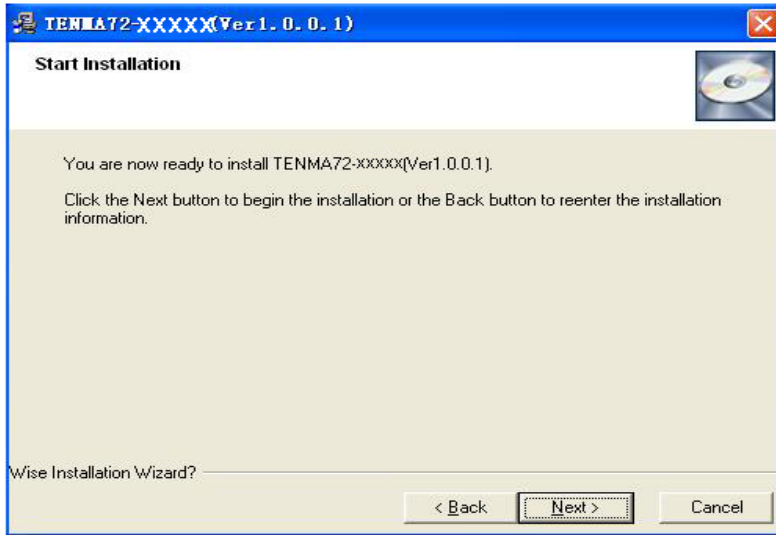 TENMA72-XXXXX(Ver1.0.0.1)
Start Installation
You are now ready to install TENMA72-XXXXX(Ver1.0.0.1).
Click the Next button to begin the installation or the Back button to reenter the installation
information.
Wise Installation Wizard?
< Back Next > Cancel